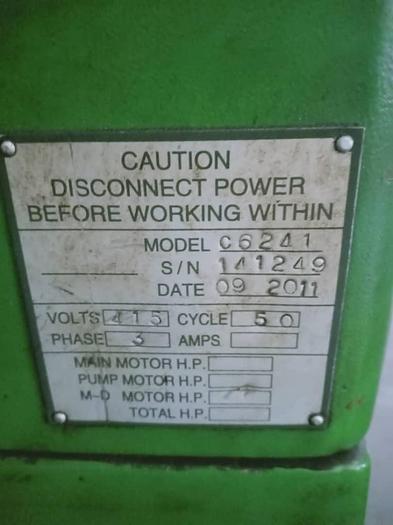 CAUTION
DISCONNECT POWER
BEFORE WORKING WITHIN
MODEL C6241
S/N 141249
DATE 09 2011
VOLTS 415 CYCLE 50
PHASE 3 AMPS
MAIN MOTOR H.P.
PUMP MOTOR H.P.
M-D MOTOR H.P.
TOTAL H.P.